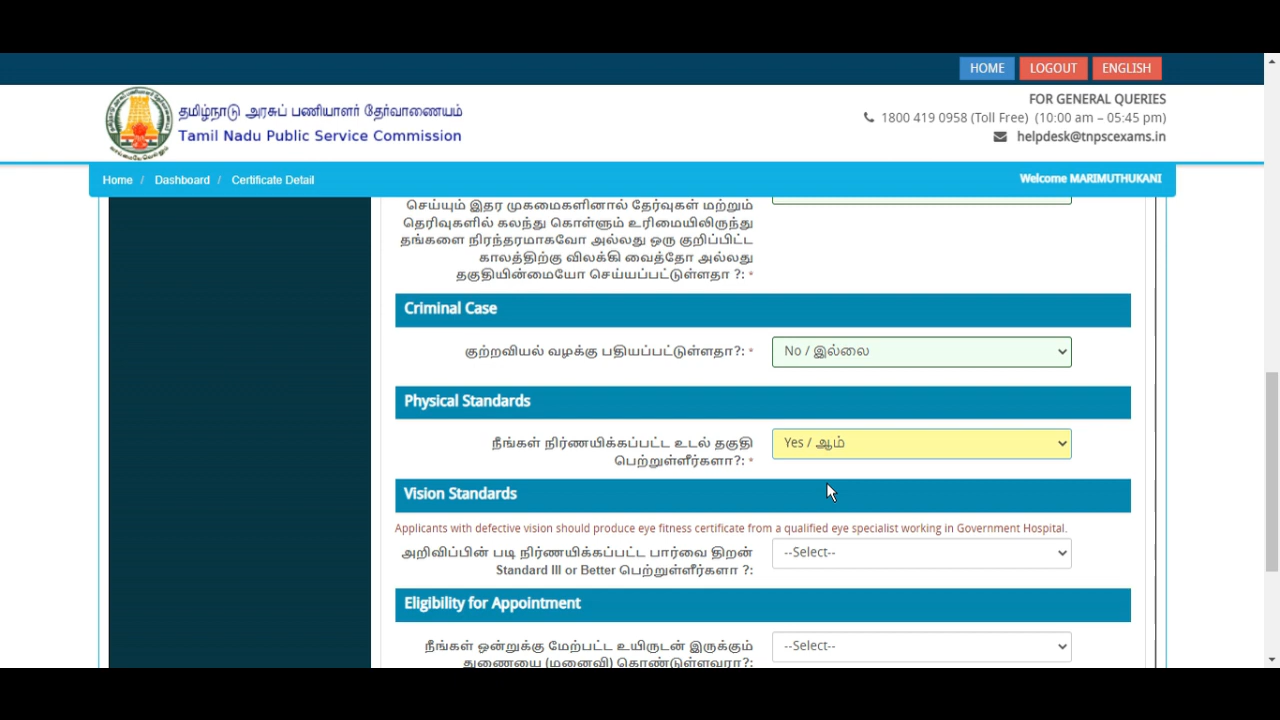 HOME LOGOUT ENGLISH
தமிழ்நாடு அரசுப் பணியாளர் தேர்வாணையம்
Tamil Nadu Public Service Commission
FOR GENERAL QUERIES
1800 419 0958 (Toll Free) (10:00 am – 05:45 pm)
helpdesk@tnpscexams.in
Home / Dashboard / Certificate Detail
Welcome MARIMUTHUKANI
செய்யும் இதர முகமைகளினால் தேர்வுகள் மற்றும்
தெரிவுகளில் கலந்து கொள்ளும் உரிமையிலிருந்து
தங்களை நிரந்தரமாகவோ அல்லது ஒரு குறிப்பிட்ட
காலத்திற்கு விலக்கி வைத்தோ அல்லது
தகுதியின்மையோ செய்யப்பட்டுள்ளதா ?: *
Criminal Case
குற்றவியல் வழக்கு பதியப்பட்டுள்ளதா?: *
No / இல்லை
Physical Standards
நீங்கள் நிர்ணயிக்கப்பட்ட உடல் தகுதி
பெற்றுள்ளீர்களா?: *
Yes / ஆம்
Vision Standards
Applicants with defective vision should produce eye fitness certificate from a qualified eye specialist working in Government Hospital.
அறிவிப்பின் படி நிர்ணயிக்கப்பட்ட பார்வை திறன்
Standard III or Better பெற்றுள்ளீர்களா ?:
--Select--
Eligibility for Appointment
நீங்கள் ஒன்றுக்கு மேற்பட்ட உயிருடன் இருக்கும்
துணையை (மனைவி) கொண்டுள்ளவரா?:
--Select--